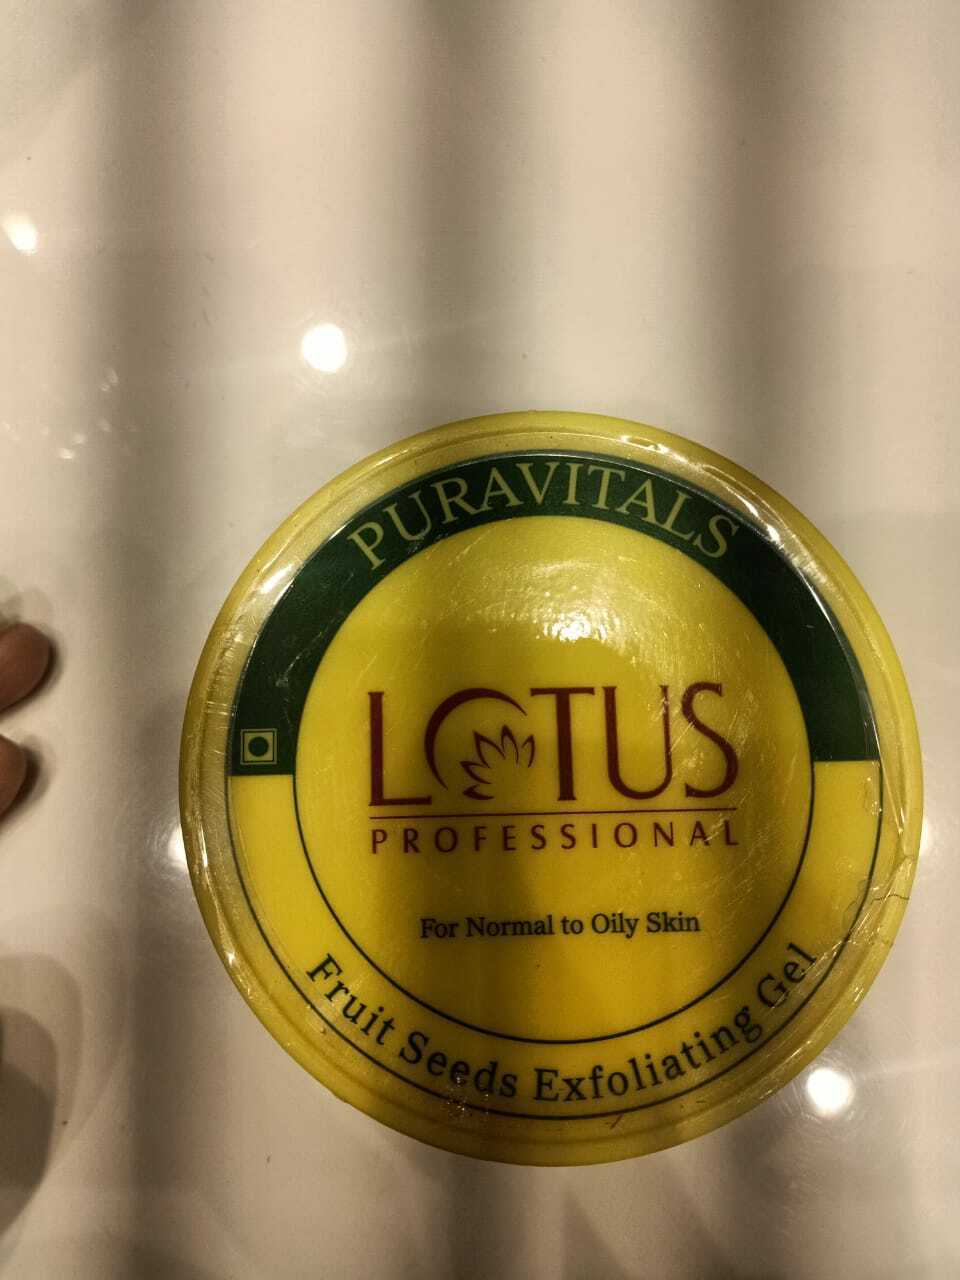 PURAVITALS
LOTUS
PROFESSIONAL
For Normal to Oily Skin
Fruit Seeds Exfoliating Gel